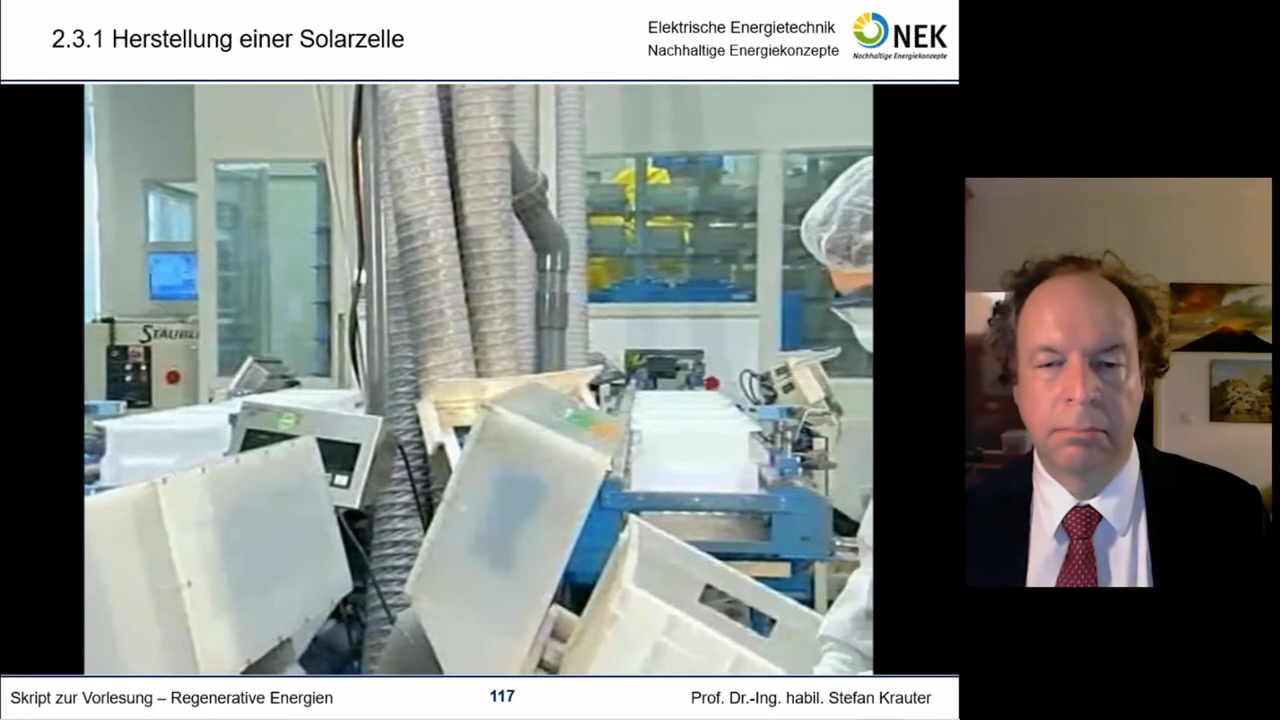 2.3.1 Herstellung einer Solarzelle
Elektrische Energietechnik
Nachhaltige Energiekonzepte
NEK
Nachhaltige Energiekonzepte
STÄUBLI
Skript zur Vorlesung – Regenerative Energien
117
Prof. Dr.-Ing. habil. Stefan Krauter